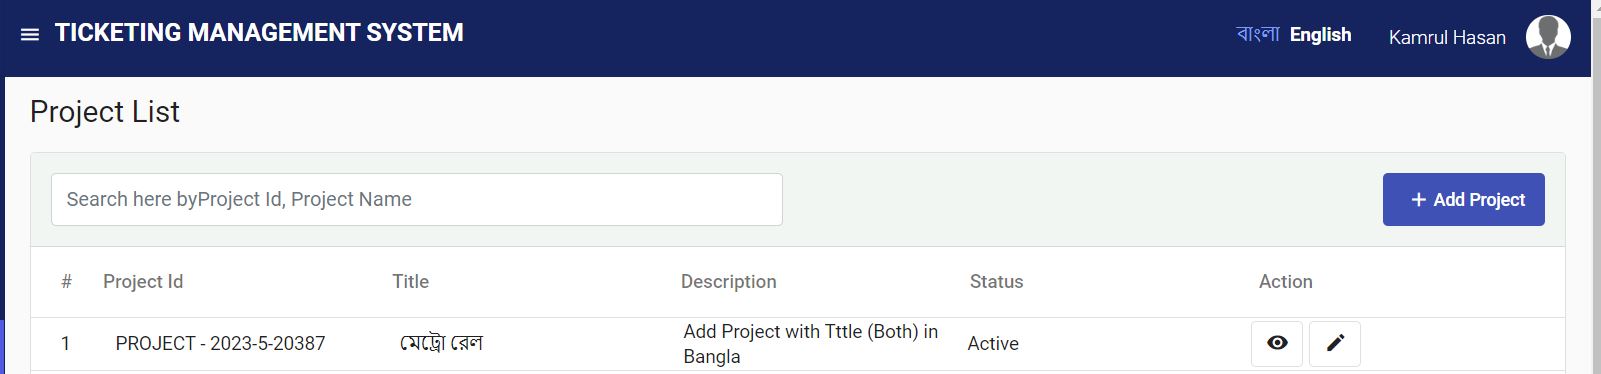 TICKETING MANAGEMENT SYSTEM
বাংলা English Kamrul Hasan
Project List
Search here byProject Id, Project Name
+ Add Project
# Project Id Title Description Status Action
1 PROJECT - 2023-5-20387 মেট্রো রেল Add Project with Tttle (Both) in Active
Bangla